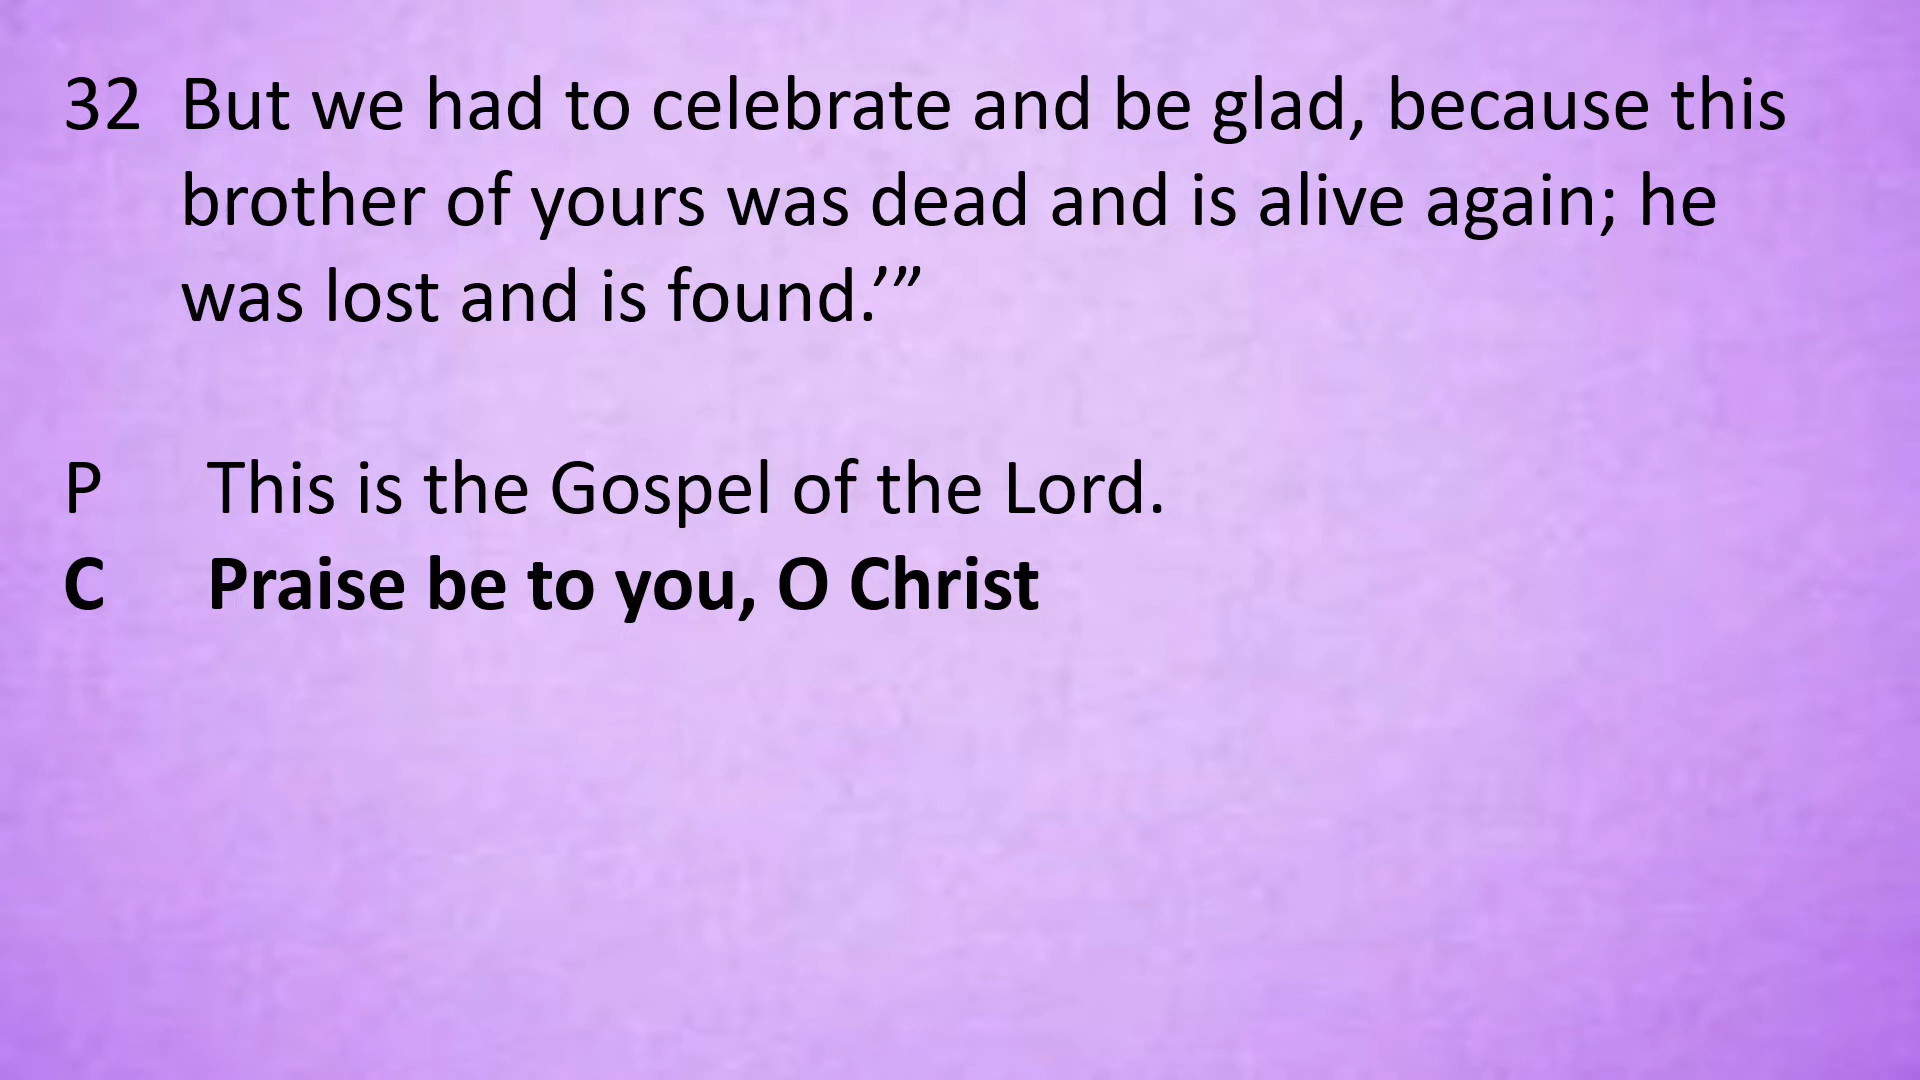 32 But we had to celebrate and be glad, because this
brother of yours was dead and is alive again; he
was lost and is found.’”
P This is the Gospel of the Lord.
C Praise be to you, O Christ